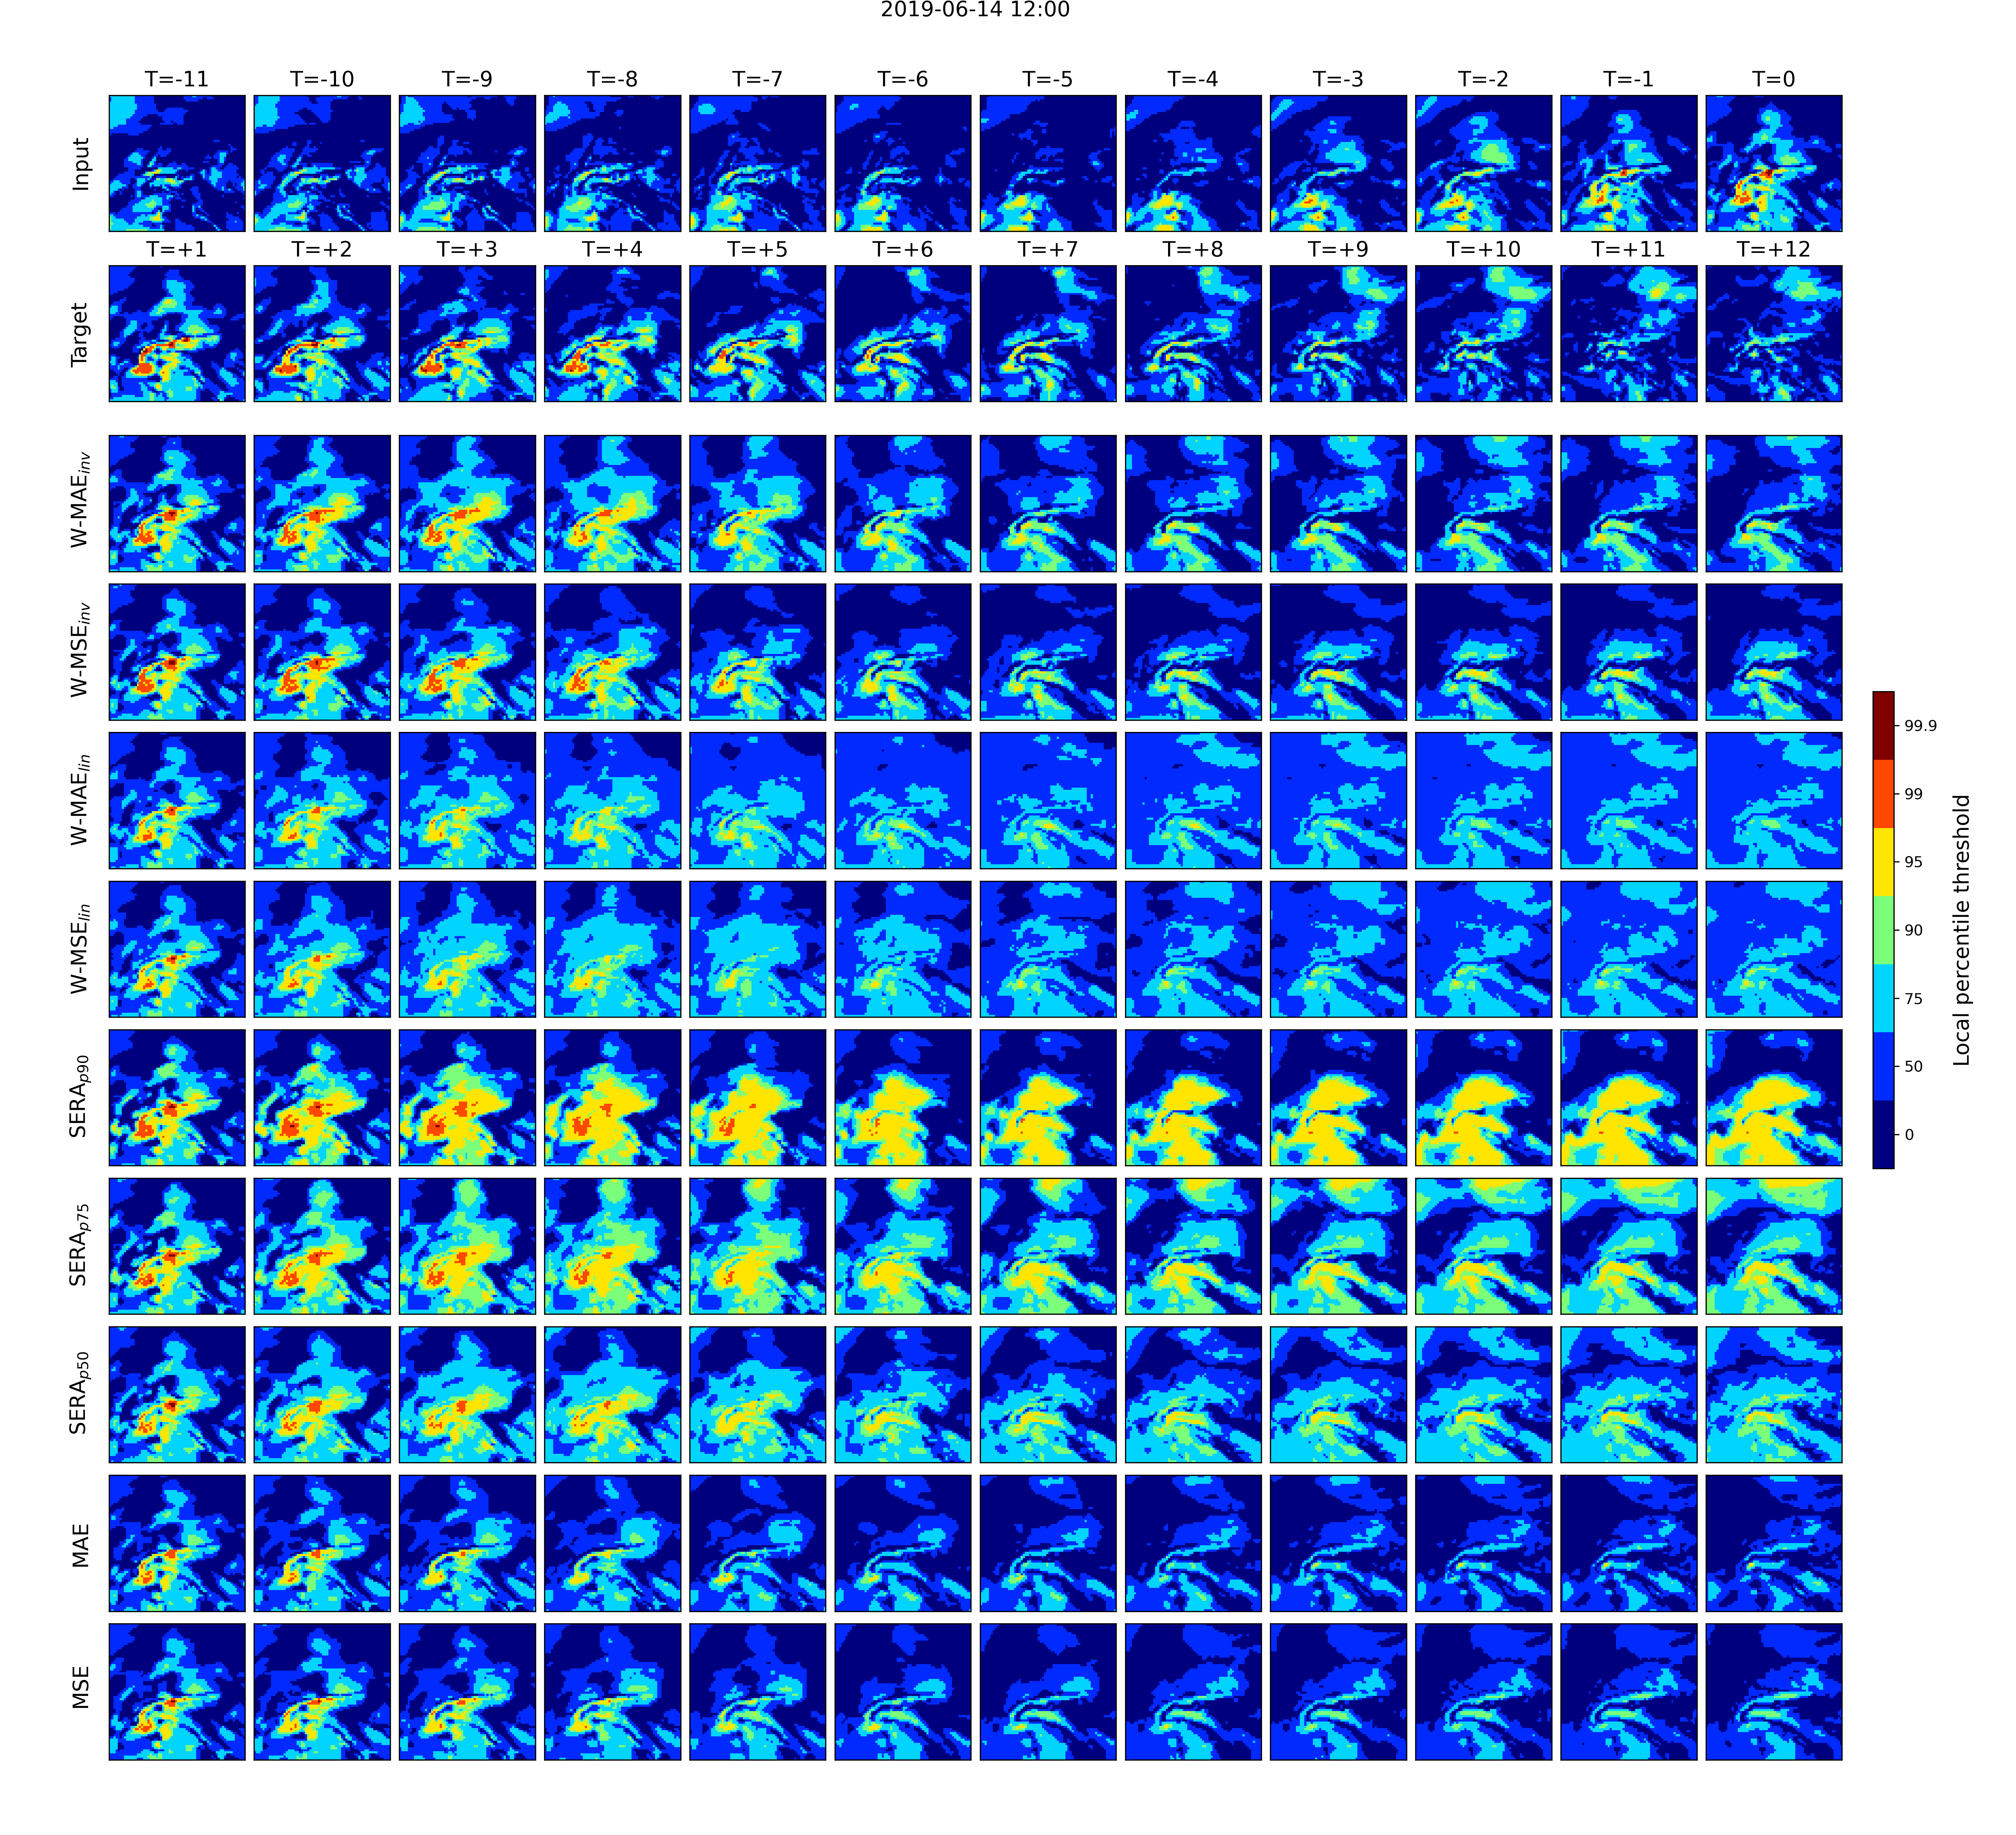 2019-06-14 12:00
T=-11 T=-10 T=-9 T=-8 T=-7 T=-6 T=-5 T=-4 T=-3 T=-2 T=-1 T=0
Input
T=+1 T=+2 T=+3 T=+4 T=+5 T=+6 T=+7 T=+8 T=+9 T=+10 T=+11 T=+12
Target
W-MAEinv
W-MSEinv
W-MAElin
W-MSElin
SERAp90
SERAp75
SERAp50
MAE
MSE
99.9
99
95
90
75
50
0
Local percentile threshold